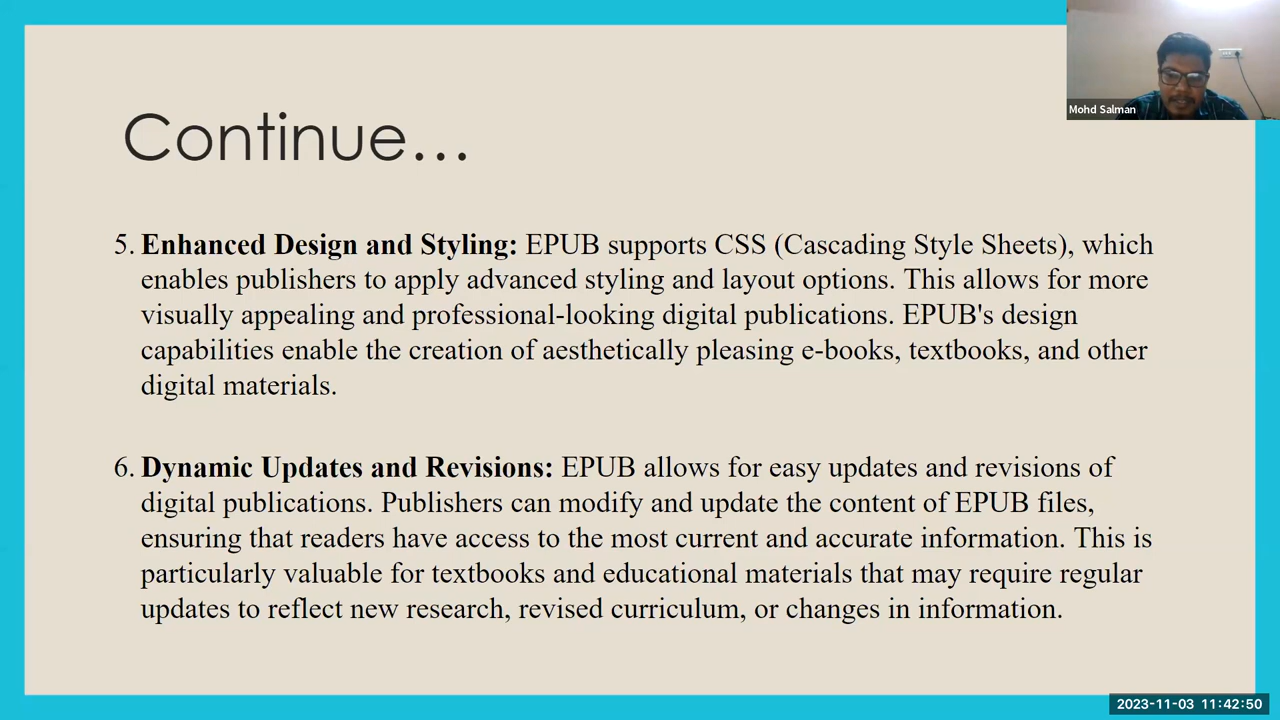 Mohd Salman
Continue...
5. Enhanced Design and Styling: EPUB supports CSS (Cascading Style Sheets), which
enables publishers to apply advanced styling and layout options. This allows for more
visually appealing and professional-looking digital publications. EPUB's design
capabilities enable the creation of aesthetically pleasing e-books, textbooks, and other
digital materials.
6. Dynamic Updates and Revisions: EPUB allows for easy updates and revisions of
digital publications. Publishers can modify and update the content of EPUB files,
ensuring that readers have access to the most current and accurate information. This is
particularly valuable for textbooks and educational materials that may require regular
updates to reflect new research, revised curriculum, or changes in information.
2023-11-03 11:42:50